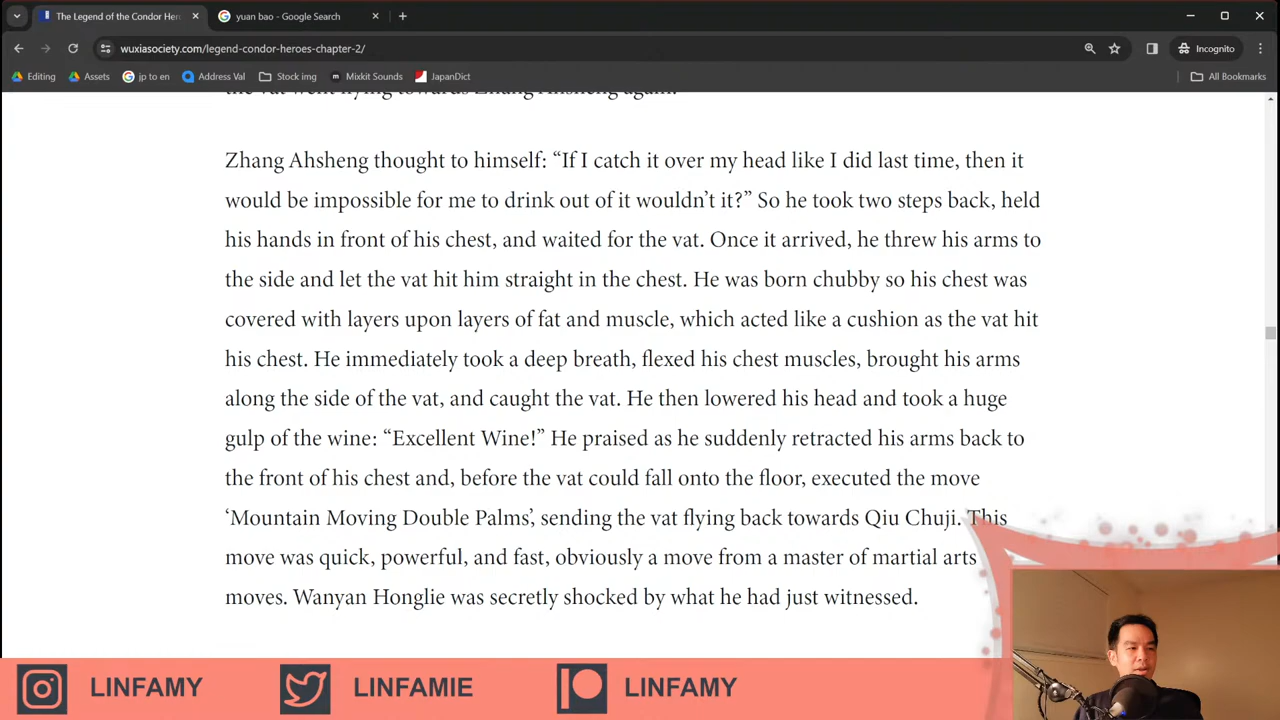 The Legend of the Condor Her
yuan bao - Google Search
wuxiasociety.com/legend-condor-heroes-chapter-2/
Incognito
Editing
Assets
jp to en
Address Val
Stock img
Mixkit Sounds
JapanDict
All Bookmarks
the vat went flying towards Zhang Ahsheng again.
Zhang Ahsheng thought to himself: “If I catch it over my head like I did last time, then it
would be impossible for me to drink out of it wouldn’t it?” So he took two steps back, held
his hands in front of his chest, and waited for the vat. Once it arrived, he threw his arms to
the side and let the vat hit him straight in the chest. He was born chubby so his chest was
covered with layers upon layers of fat and muscle, which acted like a cushion as the vat hit
his chest. He immediately took a deep breath, flexed his chest muscles, brought his arms
along the side of the vat, and caught the vat. He then lowered his head and took a huge
gulp of the wine: “Excellent Wine!” He praised as he suddenly retracted his arms back to
the front of his chest and, before the vat could fall onto the floor, executed the move
‘Mountain Moving Double Palms’, sending the vat flying back towards Qiu Chuji. This
move was quick, powerful, and fast, obviously a move from a master of martial arts
moves. Wanyan Honglie was secretly shocked by what he had just witnessed.
LINFAMY
LINFAMIE
LINFAMY